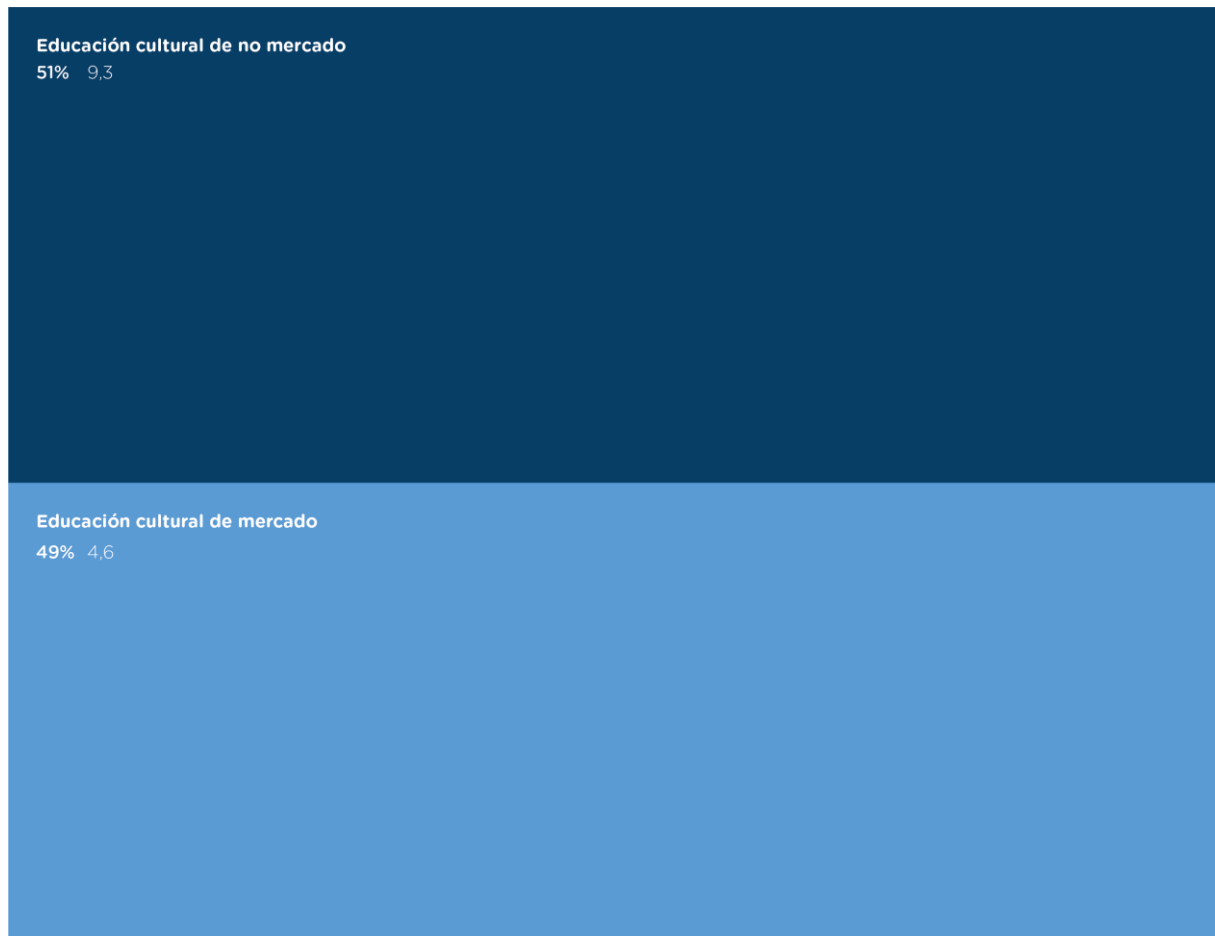 Educación cultural de no mercado
51% 9,3
Educación cultural de mercado
49% 4,6